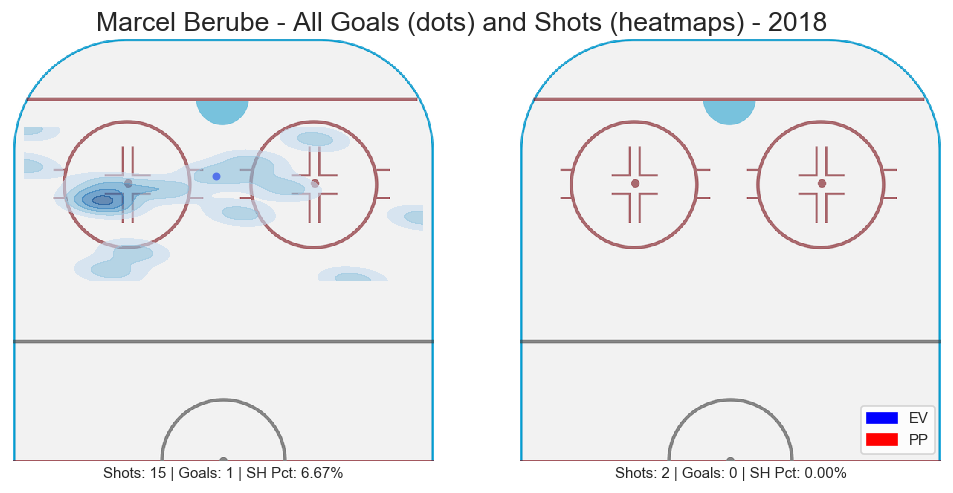 Marcel Berube - All Goals (dots) and Shots (heatmaps) - 2018
EV
PP
Shots: 15 | Goals: 1 | SH Pct: 6.67%
Shots: 2 | Goals: 0 | SH Pct: 0.00%